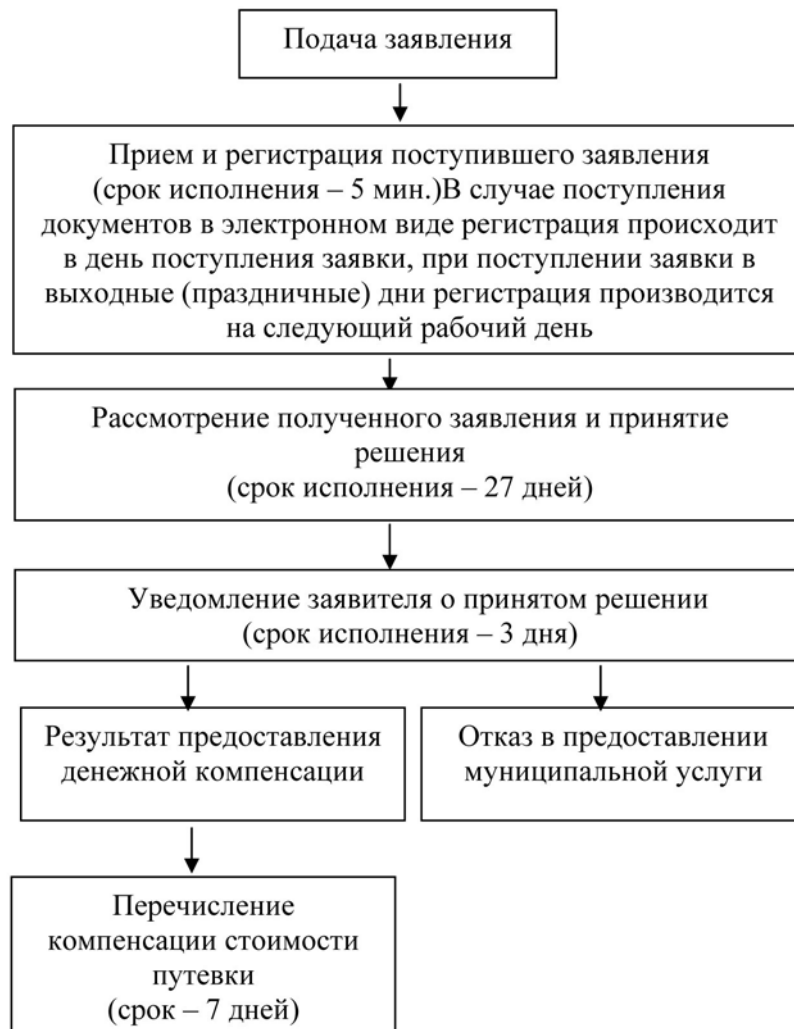 Подача заявления
Прием и регистрация поступившего заявления
(срок исполнения – 5 мин.)В случае поступления
документов в электронном виде регистрация происходит
в день поступления заявки, при поступлении заявки в
выходные (праздничные) дни регистрация производится
на следующий рабочий день
Рассмотрение полученного заявления и принятие
решения
(срок исполнения – 27 дней)
Уведомление заявителя о принятом решении
(срок исполнения – 3 дня)
Результат предоставления
денежной компенсации
Отказ в предоставлении
муниципальной услуги
Перечисление
компенсации стоимости
путевки
(срок – 7 дней)